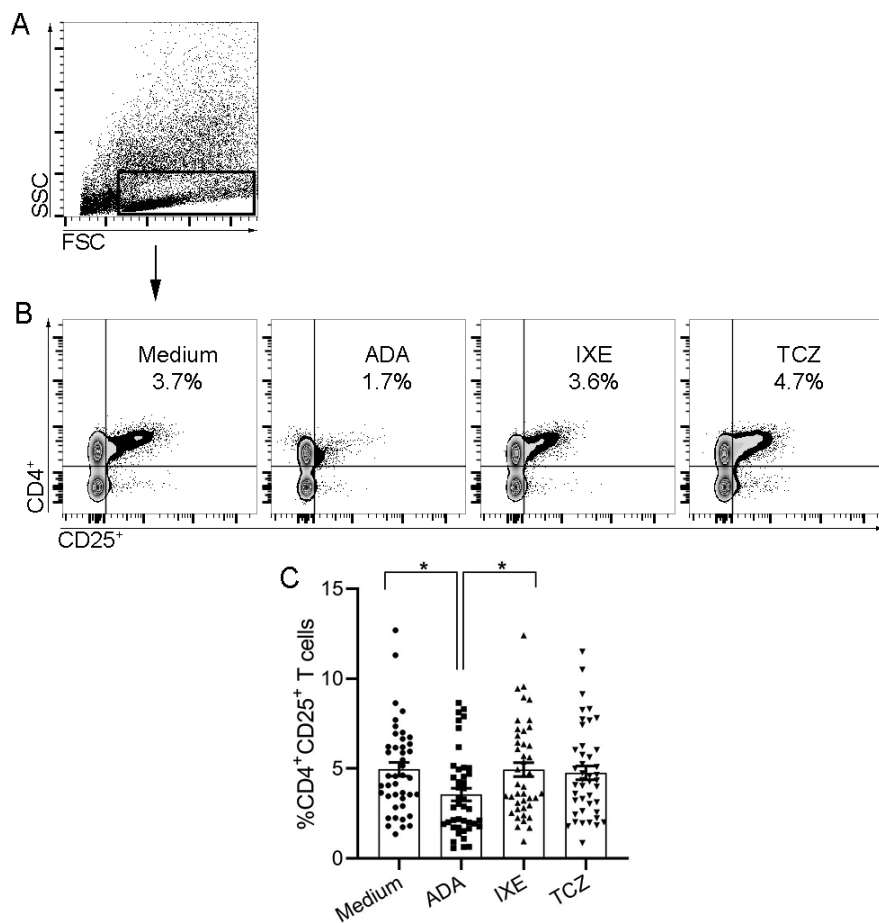 A
SSC
FSC
B
Medium
3.7%
ADA
1.7%
IXE
3.6%
TCZ
4.7%
CD4⁺
CD25⁺
C
* *
15
10
5
0
%CD4⁺CD25⁺ T cells
Medium ADA IXE TCZ